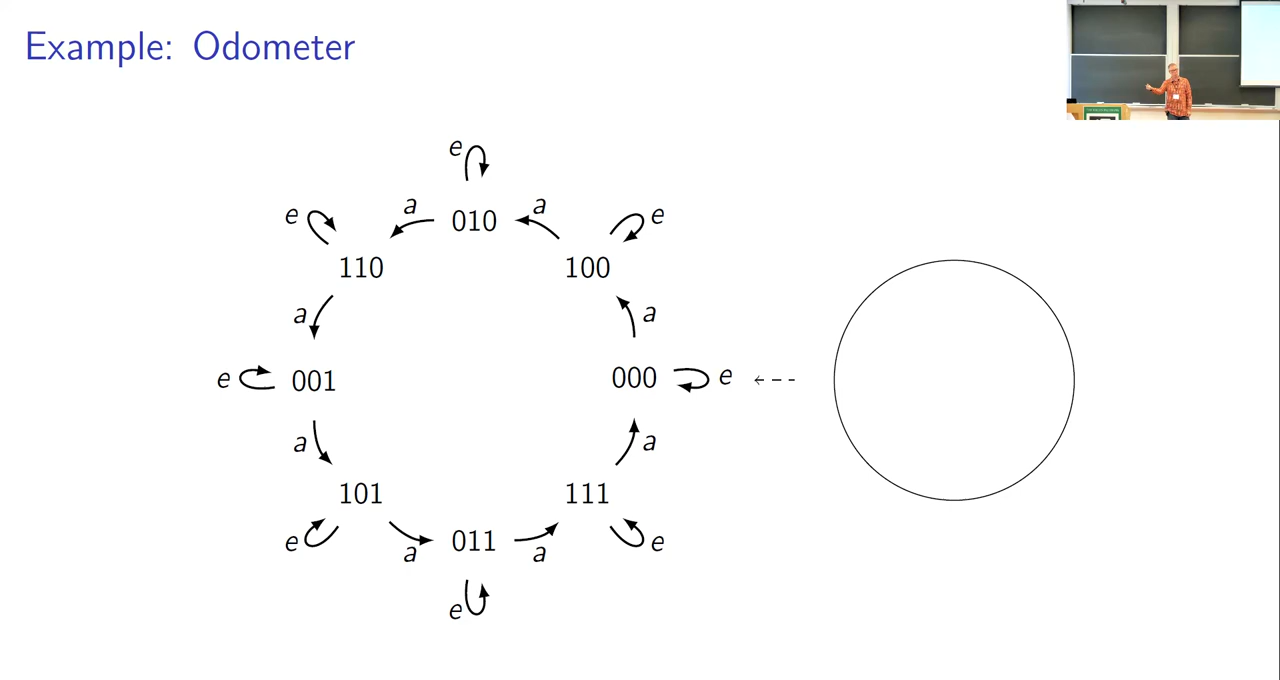 Example: Odometer
e
e a 010 a e
110 100
a a
e 001 000 e
a a
101 111
e a 011 a e
e